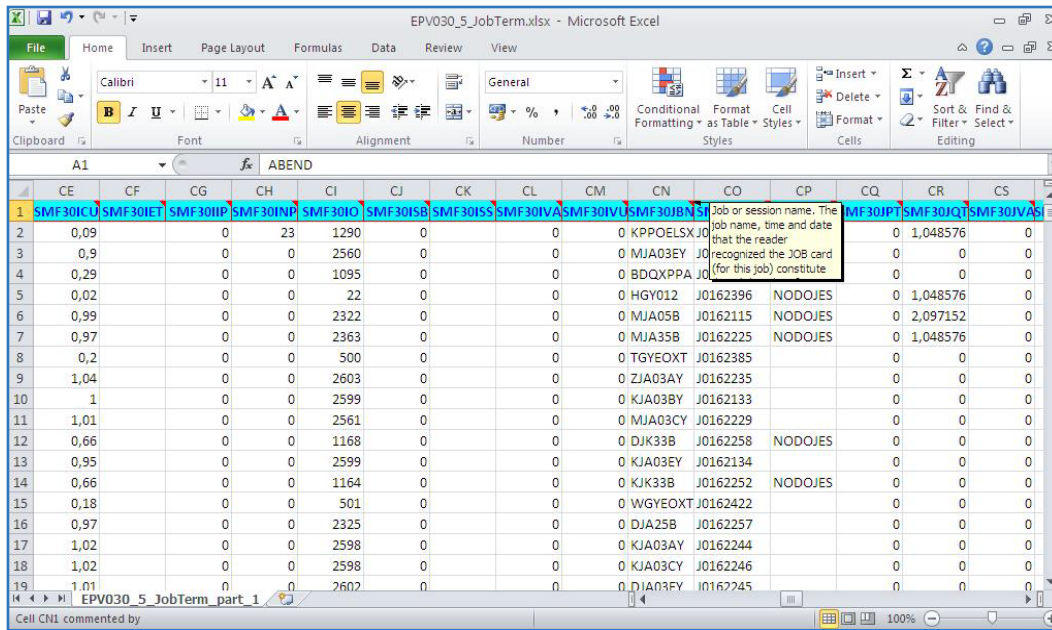 EPV030_5_JobTerm.xlsx - Microsoft Excel
File Home Insert Page Layout Formulas Data Review View
Paste
Calibri 11 A A
B I U A
General
% , .0 .00 .00 .0
Conditional Formatting
Format as Table
Cell Styles
Insert
Delete
Format
Σ
Sort & Filter
Find & Select
Clipboard Font Alignment Number Styles Cells Editing
A1 fx ABEND
CE CF CG CH CI CJ CK CL CM CN CO CP CQ CR CS
1 SMF30ICU SMF30IET SMF30IIP SMF30INP SMF30IO SMF30ISB SMF30ISS SMF30IVA SMF30IVU SMF30JBN SMF30JPT SMF30JQT SMF30JVA
Job or session name. The
job name, time and date
that the reader
recognized the JOB card
(for this job) constitute
2 0,09 0 23 1290 0 0 0 KPPOELSX 0 1,048576 0
3 0,9 0 0 2560 0 0 0 MJA03EY 0 0 0
4 0,29 0 0 1095 0 0 0 BDQXPPA 0 0 0
5 0,02 0 0 22 0 0 0 HGY012 J0162396 NODOJES 0 1,048576 0
6 0,99 0 0 2322 0 0 0 MJA05B J0162115 NODOJES 0 2,097152 0
7 0,97 0 0 2363 0 0 0 MJA35B J0162225 NODOJES 0 1,048576 0
8 0,2 0 0 500 0 0 0 TGYEOXT J0162385 0 0 0
9 1,04 0 0 2603 0 0 0 ZJA03AY J0162235 0 0 0
10 1 0 0 2599 0 0 0 KJA03BY J0162133 0 0 0
11 1,01 0 0 2561 0 0 0 MJA03CY J0162229 0 0 0
12 0,66 0 0 1168 0 0 0 DJK33B J0162258 NODOJES 0 0 0
13 0,95 0 0 2599 0 0 0 KJA03EY J0162134 0 0 0
14 0,66 0 0 1164 0 0 0 KJK33B J0162252 NODOJES 0 0 0
15 0,18 0 0 501 0 0 0 WGYEOXT J0162422 0 0 0
16 0,97 0 0 2325 0 0 0 DJA25B J0162257 0 0 0
17 1,02 0 0 2598 0 0 0 KJA03AY J0162244 0 0 0
18 1,02 0 0 2598 0 0 0 KJA03CY J0162246 0 0 0
19 1,01 0 0 2602 0 0 0 DJA03EY J0162245 0 0 0
EPV030_5_JobTerm_part_1
Cell CN1 commented by 100%